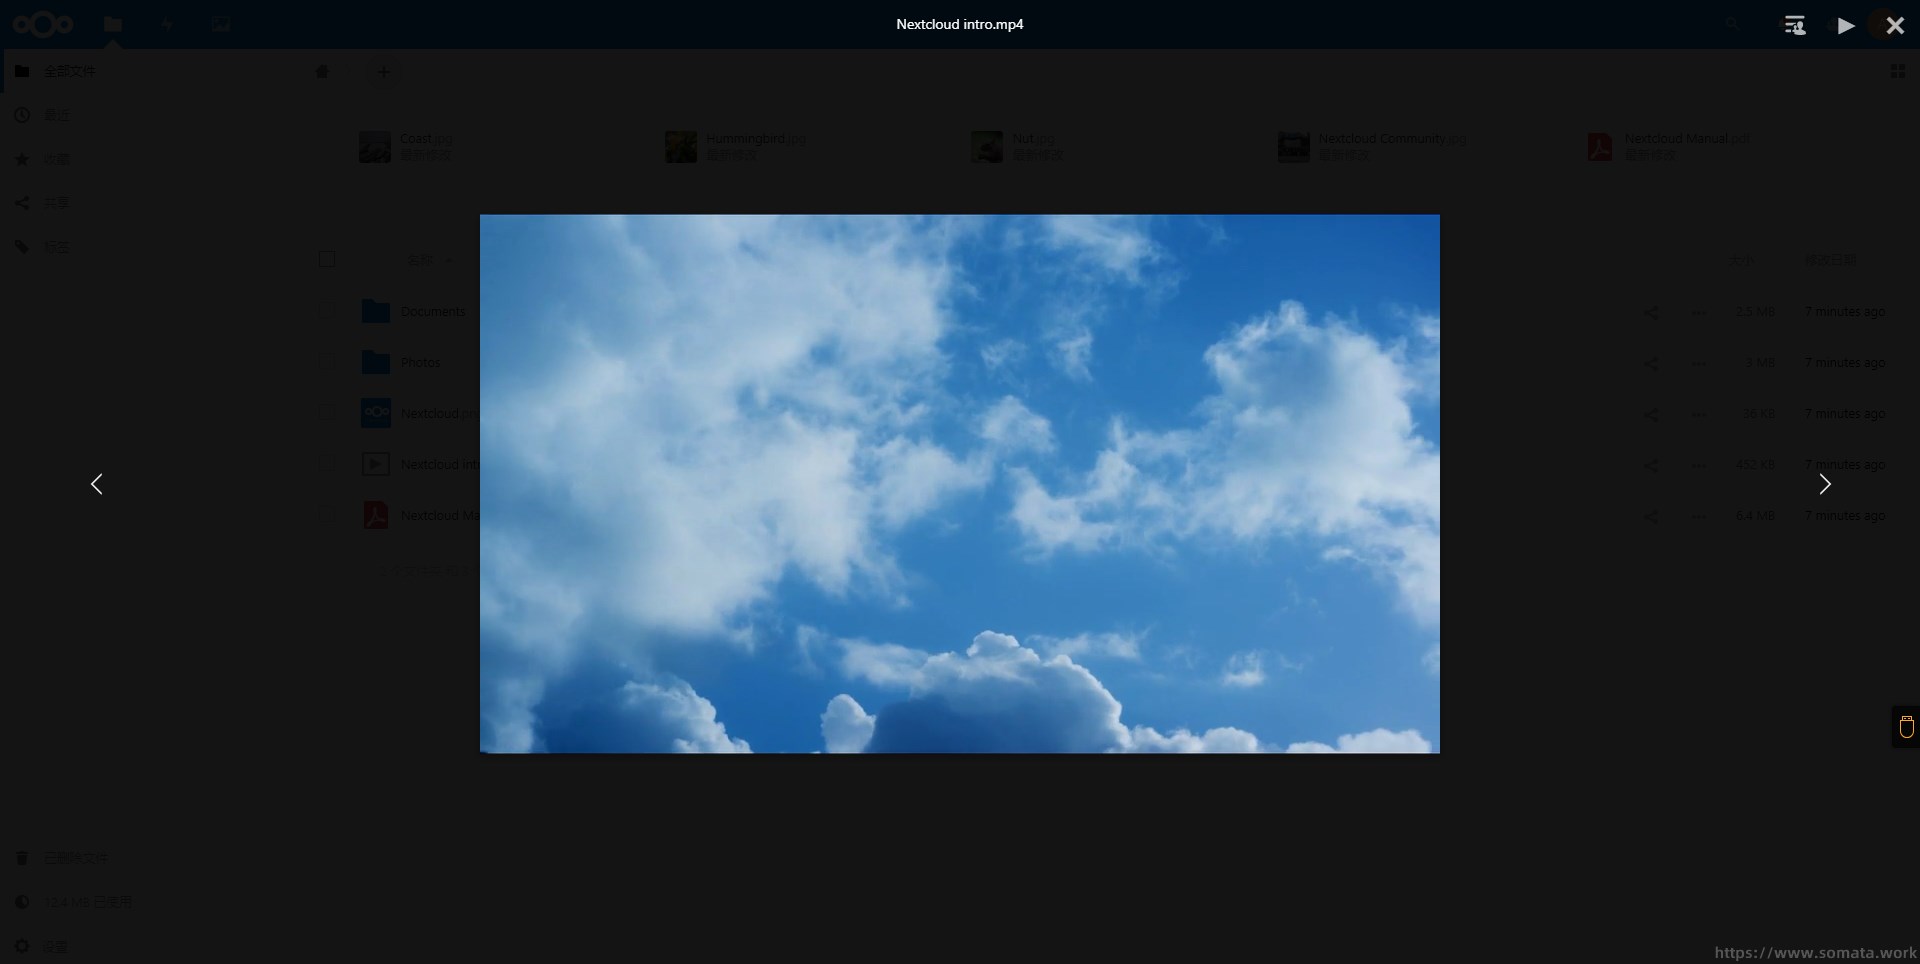 Nextcloud intro.mp4
全部文件
最近
收藏
共享
标签
Coast.jpg
最新修改
Hummingbird.jpg
最新修改
Nut.jpg
最新修改
Nextcloud Community.jpg
最新修改
Nextcloud Manual.pdf
最新修改
名称
大小
修改日期
Documents
2.5 MB
7 minutes ago
Photos
3 MB
7 minutes ago
Nextcloud.pn
36 KB
7 minutes ago
Nextcloud int
452 KB
7 minutes ago
Nextcloud Ma
6.4 MB
7 minutes ago
已删除文件
12.4 MB 已使用
设置
https://www.somata.work